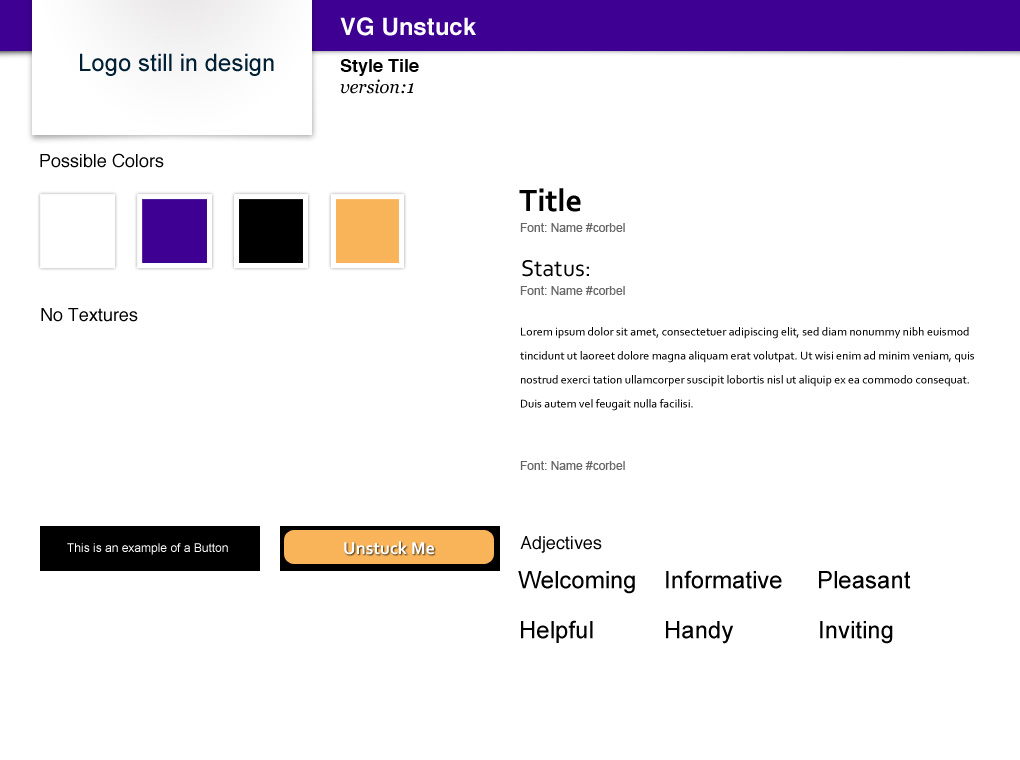 VG Unstuck
Logo still in design
Style Tile
version:1
Possible Colors
No Textures
This is an example of a Button
Unstuck Me
Title
Font: Name #corbel
Status:
Font: Name #corbel
Lorem ipsum dolor sit amet, consectetuer adipiscing elit, sed diam nonummy nibh euismod
tincidunt ut laoreet dolore magna aliquam erat volutpat. Ut wisi enim ad minim veniam, quis
nostrud exerci tation ullamcorper suscipit lobortis nisl ut aliquip ex ea commodo consequat.
Duis autem vel feugait nulla facilisi.
Font: Name #corbel
Adjectives
Welcoming Informative Pleasant
Helpful Handy Inviting